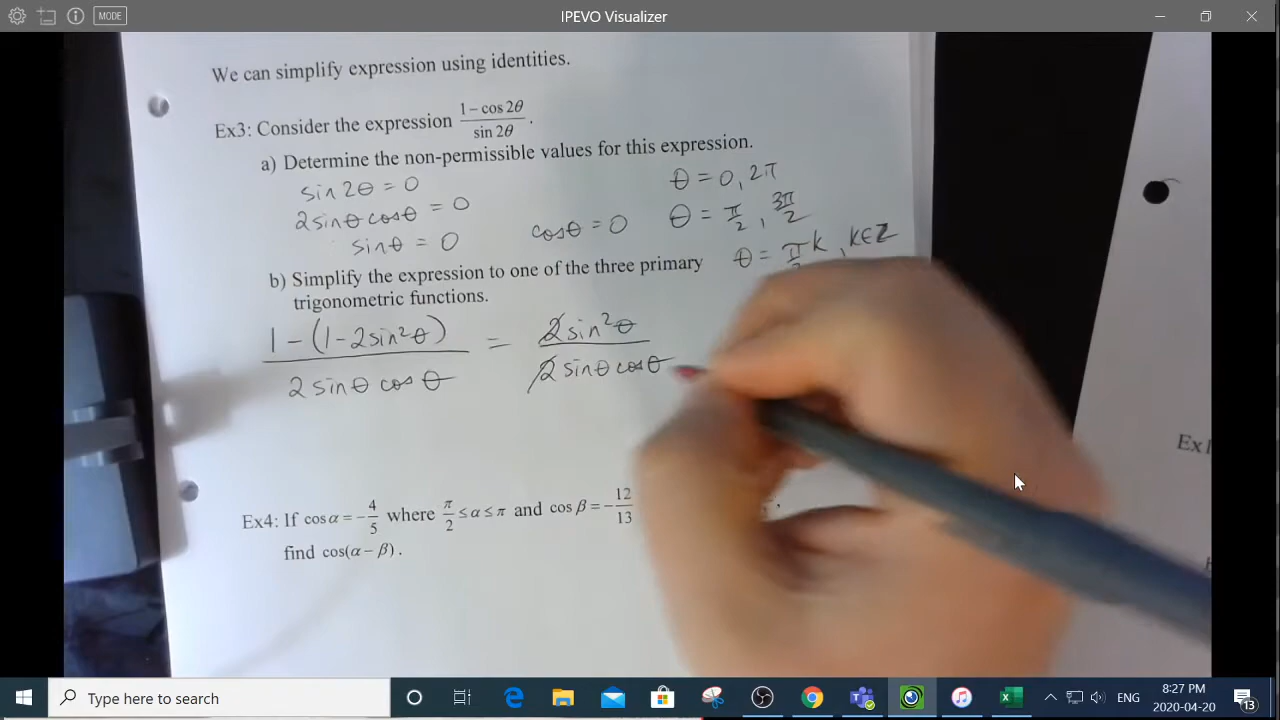 MODE
IPEVO Visualizer
We can simplify expression using identities.
Ex3: Consider the expression (1 − cos 2θ)/(sin 2θ).
a) Determine the non-permissible values for this expression.
sin 2θ = 0
θ = 0, 2π
2 sinθ cosθ = 0
cosθ = 0
θ = π/2, 3π/2
sinθ = 0
θ = π k, k∈Z
b) Simplify the expression to one of the three primary
trigonometric functions.
(1 − (1 − 2sin²θ))/(2 sinθ cosθ) = (2sin²θ)/(2 sinθ cosθ)
Ex4: If cos α = −4/5 where π/2 ≤ α ≤ π and cos β = −12/13
find cos(α − β).
Type here to search
ENG
8:27 PM
2020-04-20
13